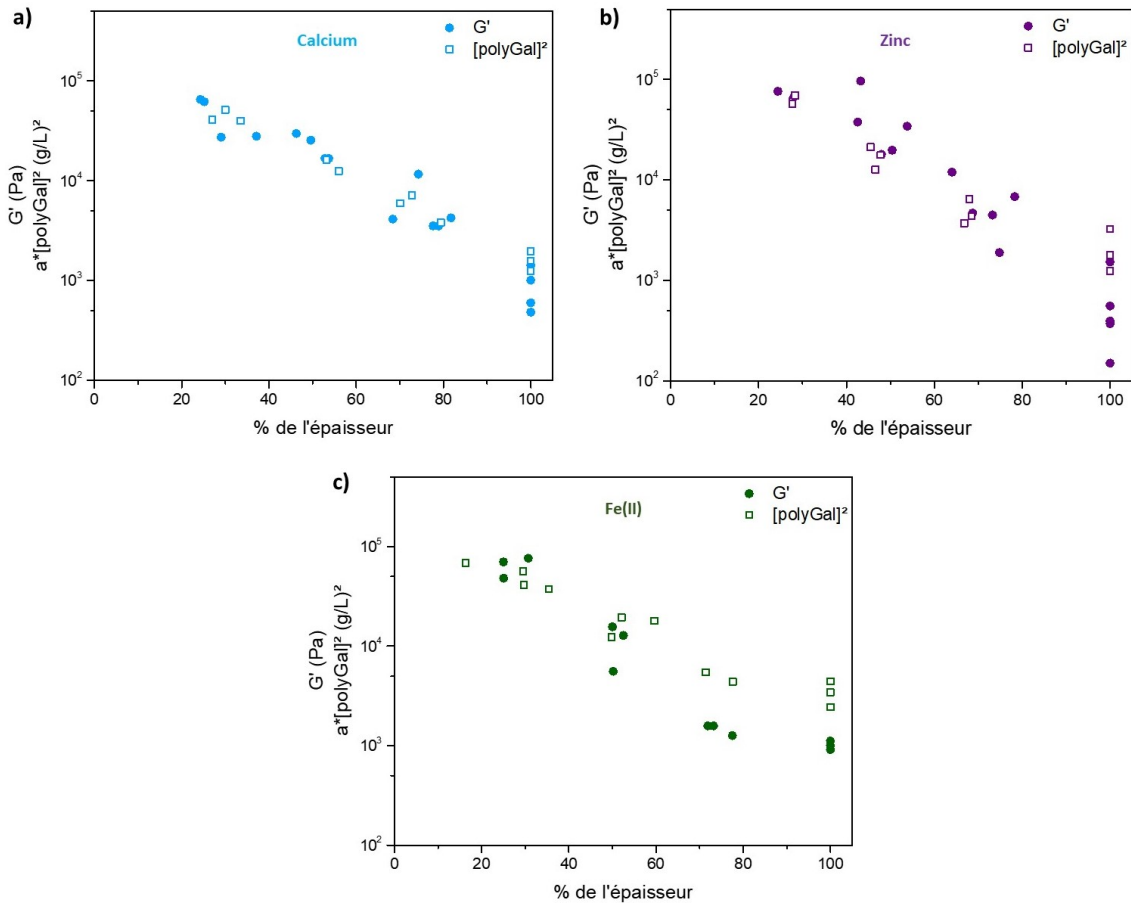 a)
Calcium
G'
[polyGal]²
G' (Pa)
a*[polyGal]² (g/L)²
10⁵
10⁴
10³
10²
0 20 40 60 80 100
% de l'épaisseur
b)
Zinc
G'
[polyGal]²
G' (Pa)
a*[polyGal]² (g/L)²
10⁵
10⁴
10³
10²
0 20 40 60 80 100
% de l'épaisseur
c)
Fe(II)
G'
[polyGal]²
G' (Pa)
a*[polyGal]² (g/L)²
10⁵
10⁴
10³
10²
0 20 40 60 80 100
% de l'épaisseur